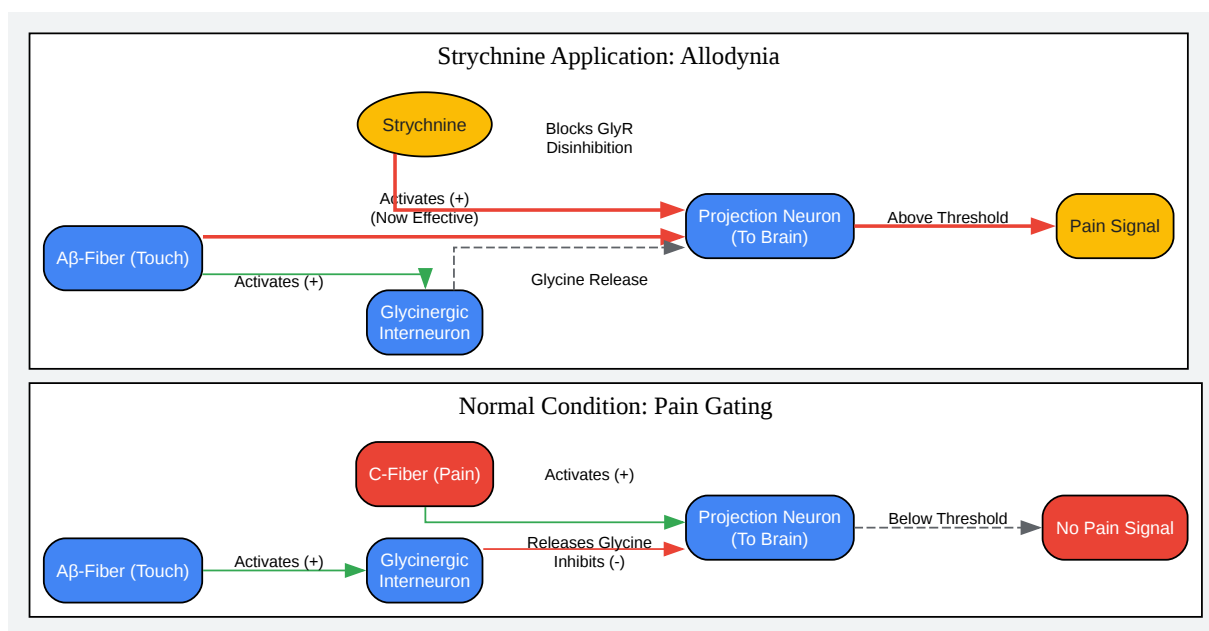 Strychnine Application: Allodynia
Strychnine
Blocks GlyR
Disinhibition
Activates (+)
(Now Effective)
Projection Neuron
(To Brain)
Above Threshold
Pain Signal
Aβ-Fiber (Touch)
Activates (+)
Glycine Release
Glycinergic
Interneuron
Normal Condition: Pain Gating
C-Fiber (Pain)
Activates (+)
Projection Neuron
(To Brain)
Below Threshold
No Pain Signal
Releases Glycine
Inhibits (-)
Aβ-Fiber (Touch)
Activates (+)
Glycinergic
Interneuron